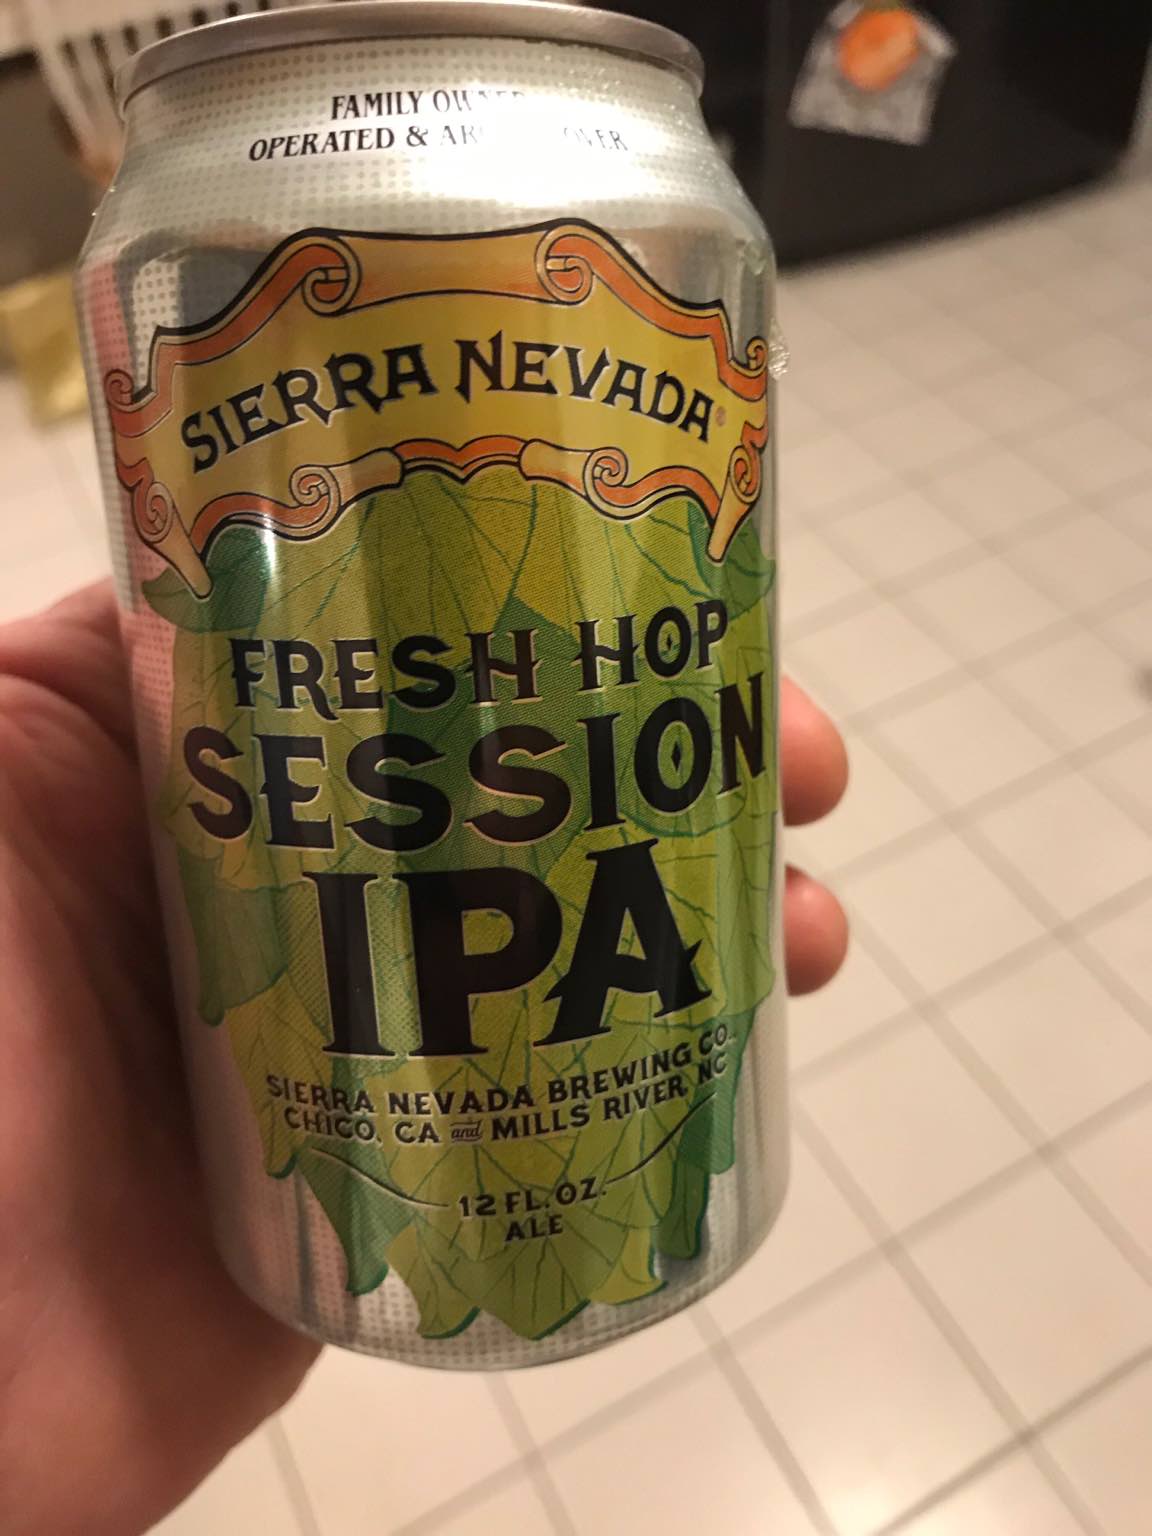 FAMILY
OPERATED &
SIERRA NEVADA®
FRESH HOP
SESSION
IPA
SIERRA NEVADA BREWING CO.
CHICO, CA and MILLS RIVER, NC
12 FL. OZ.
ALE